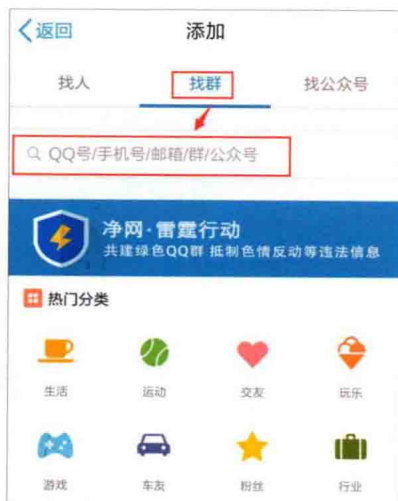 返回 添加
找人 找群 找公众号
QQ号/手机号/邮箱/群/公众号
净网·雷霆行动
共建绿色QQ群 抵制色情反动等违法信息
热门分类
生活 运动 交友 玩乐
游戏 车友 粉丝 行业